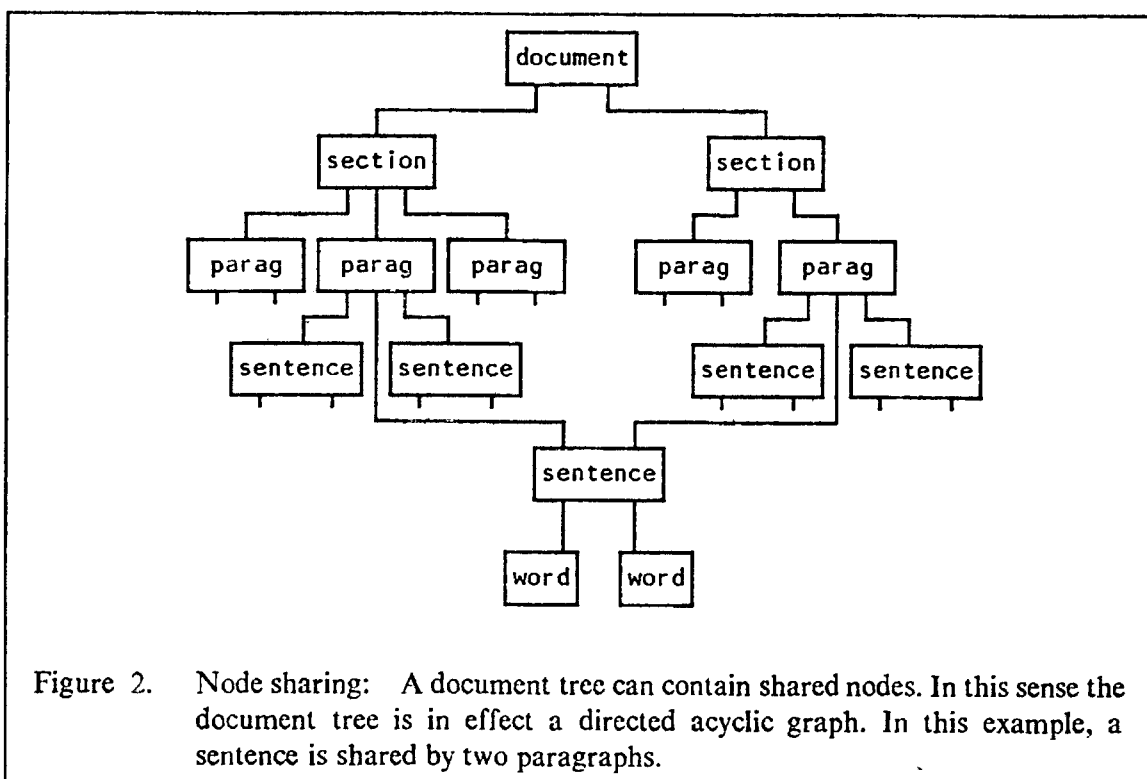 document
section section
parag parag parag parag parag
sentence sentence sentence sentence
sentence
word word
Figure 2. Node sharing: A document tree can contain shared nodes. In this sense the
document tree is in effect a directed acyclic graph. In this example, a
sentence is shared by two paragraphs.